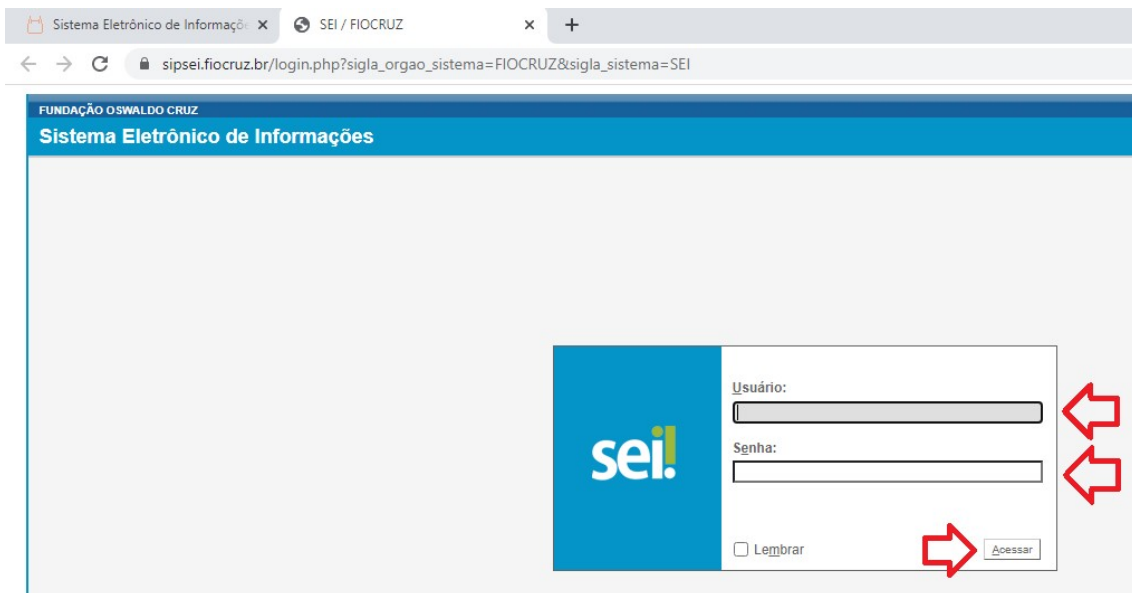 Sistema Eletrônico de Informaçõe
SEI / FIOCRUZ
sipsei.fiocruz.br/login.php?sigla_orgao_sistema=FIOCRUZ&sigla_sistema=SEI
FUNDAÇÃO OSWALDO CRUZ
Sistema Eletrônico de Informações
Usuário:
sei!
Senha:
Lembrar
Acessar